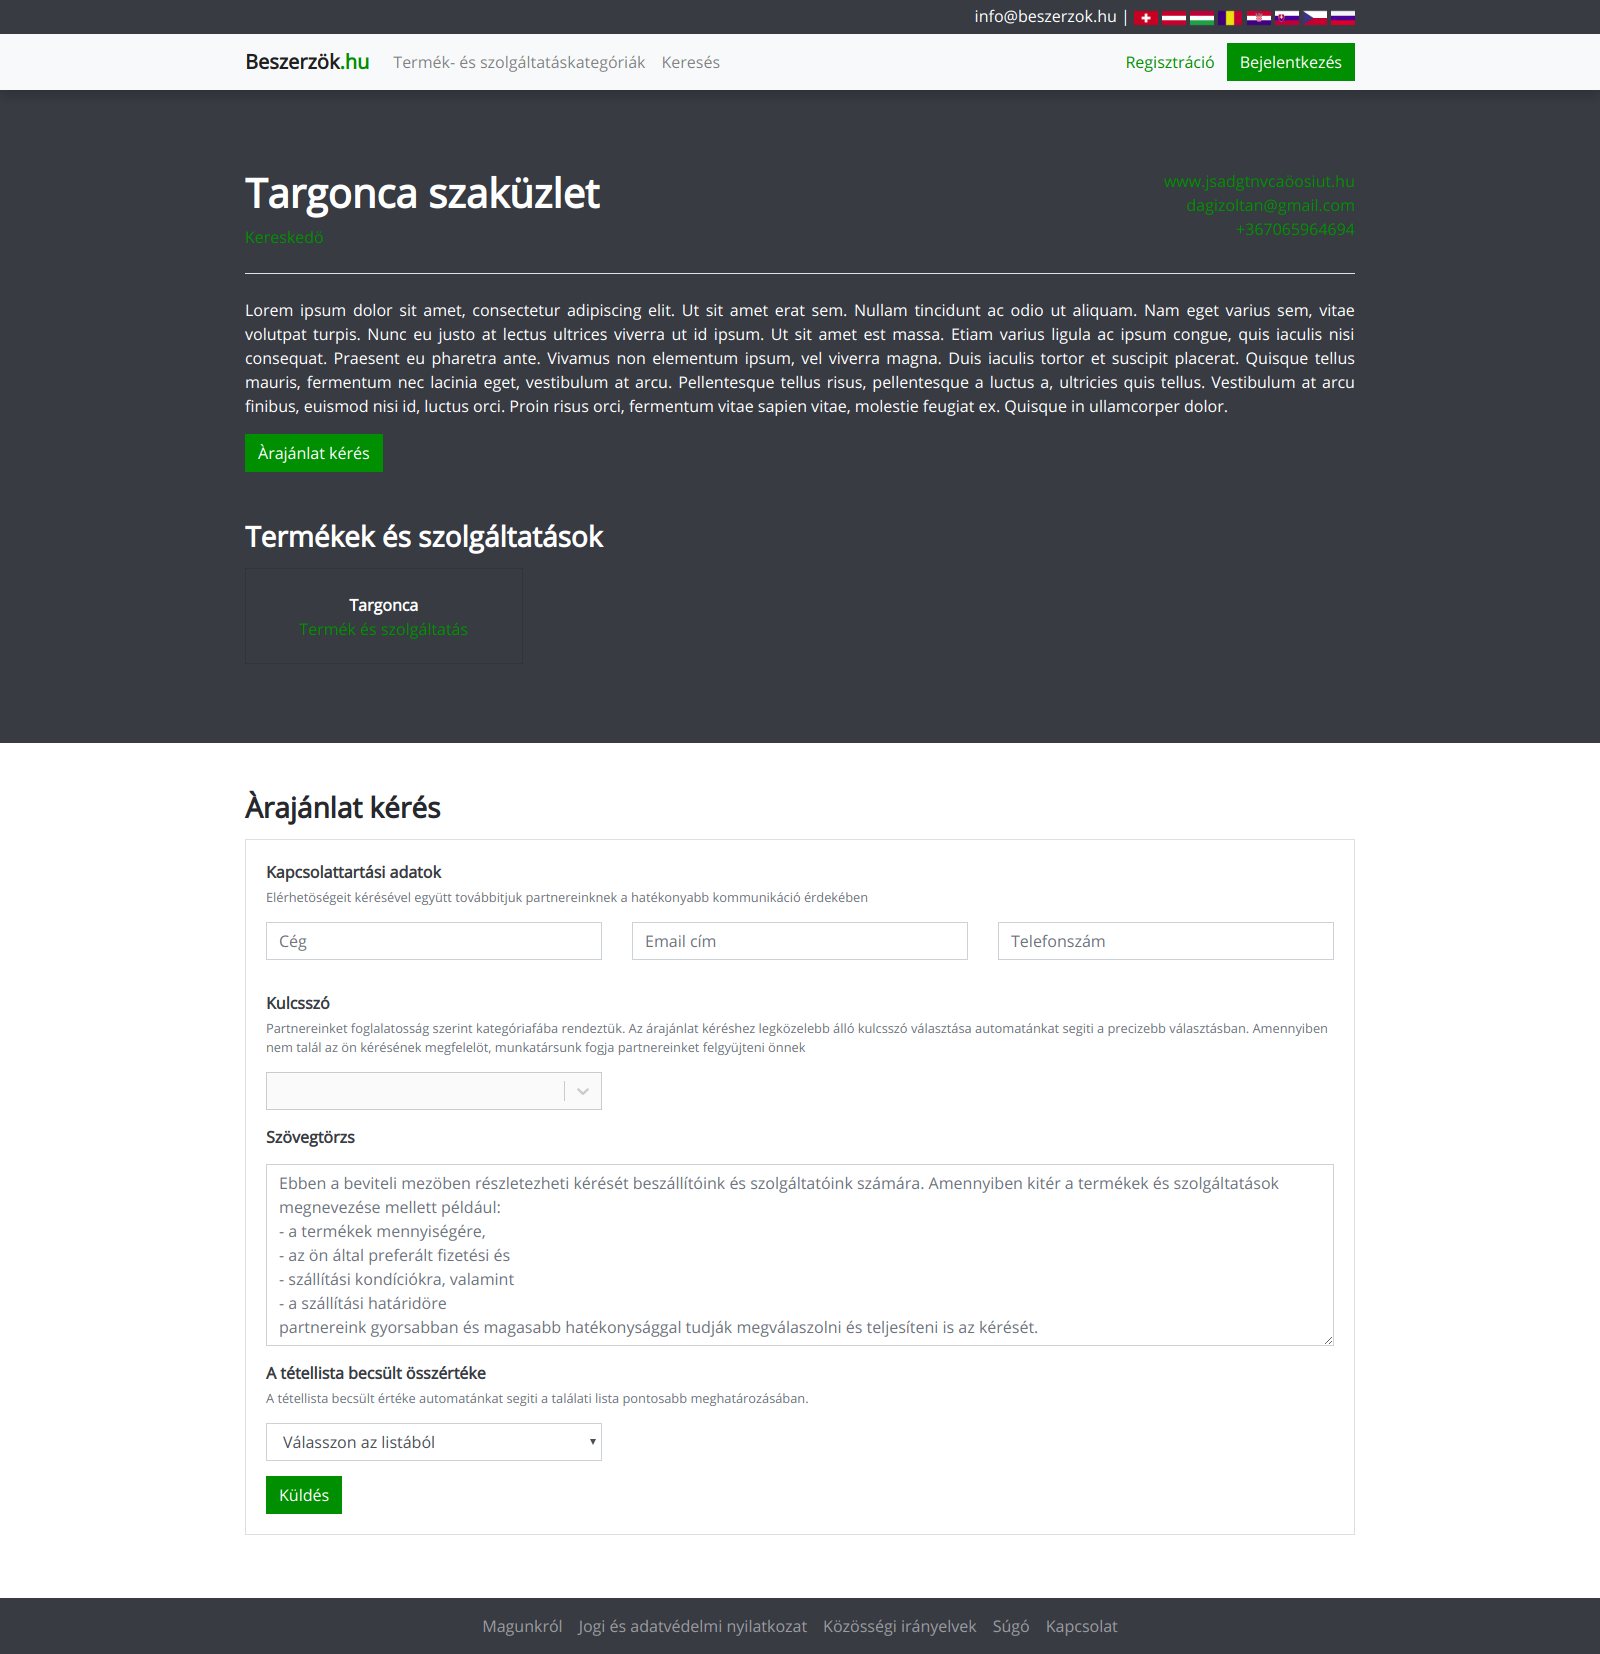 info@beszerzok.hu |
Beszerzök.hu Termék- és szolgáltatáskategóriák Keresés Regisztráció Bejelentkezés
Targonca szaküzlet
Kereskedö
www.jsadgtnvcaöosiut.hu
dagizoltan@gmail.com
+367065964694
Lorem ipsum dolor sit amet, consectetur adipiscing elit. Ut sit amet erat sem. Nullam tincidunt ac odio ut aliquam. Nam eget varius sem, vitae
volutpat turpis. Nunc eu justo at lectus ultrices viverra ut id ipsum. Ut sit amet est massa. Etiam varius ligula ac ipsum congue, quis iaculis nisi
consequat. Praesent eu pharetra ante. Vivamus non elementum ipsum, vel viverra magna. Duis iaculis tortor et suscipit placerat. Quisque tellus
mauris, fermentum nec lacinia eget, vestibulum at arcu. Pellentesque tellus risus, pellentesque a luctus a, ultricies quis tellus. Vestibulum at arcu
finibus, euismod nisi id, luctus orci. Proin risus orci, fermentum vitae sapien vitae, molestie feugiat ex. Quisque in ullamcorper dolor.
Àrajánlat kérés
Termékek és szolgáltatások
Targonca
Termék és szolgáltatás
Àrajánlat kérés
Kapcsolattartási adatok
Elérhetöségeit kérésével együtt továbbitjuk partnereinknek a hatékonyabb kommunikáció érdekében
Cég Email cím Telefonszám
Kulcsszó
Partnereinket foglalatosság szerint kategóriafába rendeztük. Az árajánlat kéréshez legközelebb álló kulcsszó választása automatánkat segiti a precizebb választásban. Amennyiben
nem talál az ön kérésének megfelelöt, munkatársunk fogja partnereinket felgyüjteni önnek
Szövegtörzs
Ebben a beviteli mezöben részletezheti kérését beszállítóink és szolgáltatóink számára. Amennyiben kitér a termékek és szolgáltatások
megnevezése mellett például:
- a termékek mennyiségére,
- az ön által preferált fizetési és
- szállítási kondíciókra, valamint
- a szállítási határidöre
partnereink gyorsabban és magasabb hatékonysággal tudják megválaszolni és teljesíteni is az kérését.
A tétellista becsült összértéke
A tétellista becsült értéke automatánkat segiti a találati lista pontosabb meghatározásában.
Válasszon az listából
Küldés
Magunkról Jogi és adatvédelmi nyilatkozat Közösségi irányelvek Súgó Kapcsolat